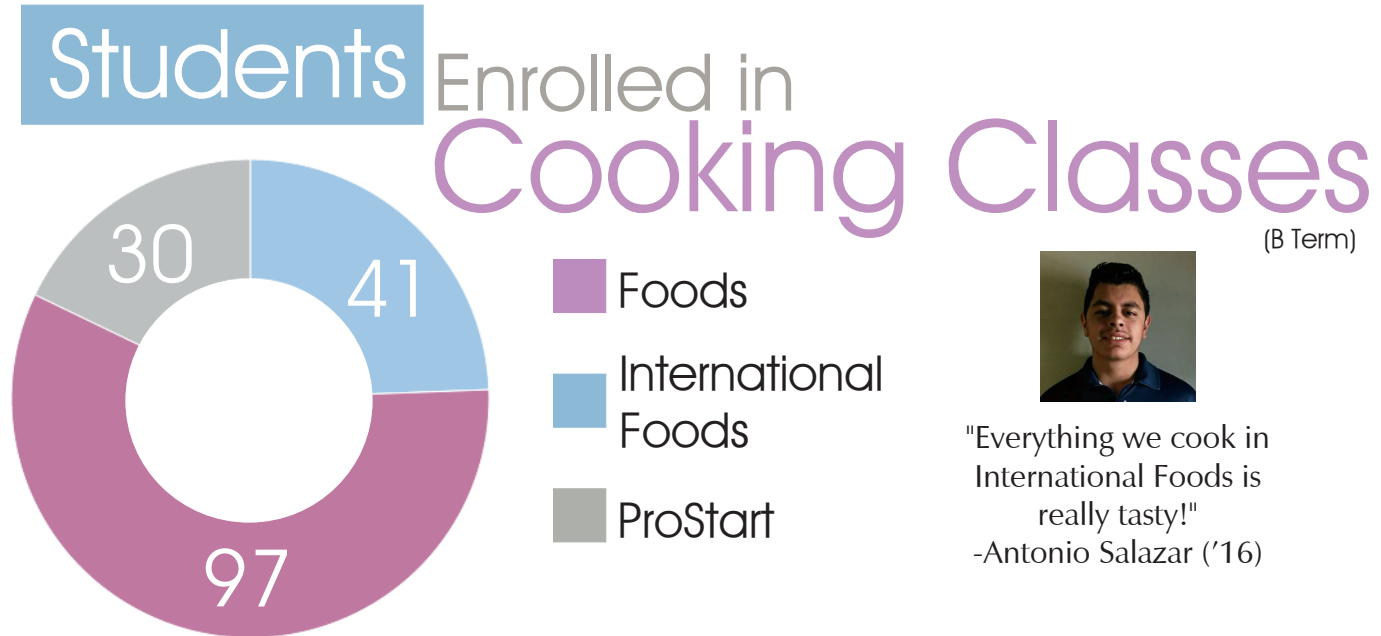 Students
Enrolled in
Cooking Classes
(B Term)
30
41
97
Foods
International
Foods
ProStart
"Everything we cook in
International Foods is
really tasty!"
-Antonio Salazar (’16)